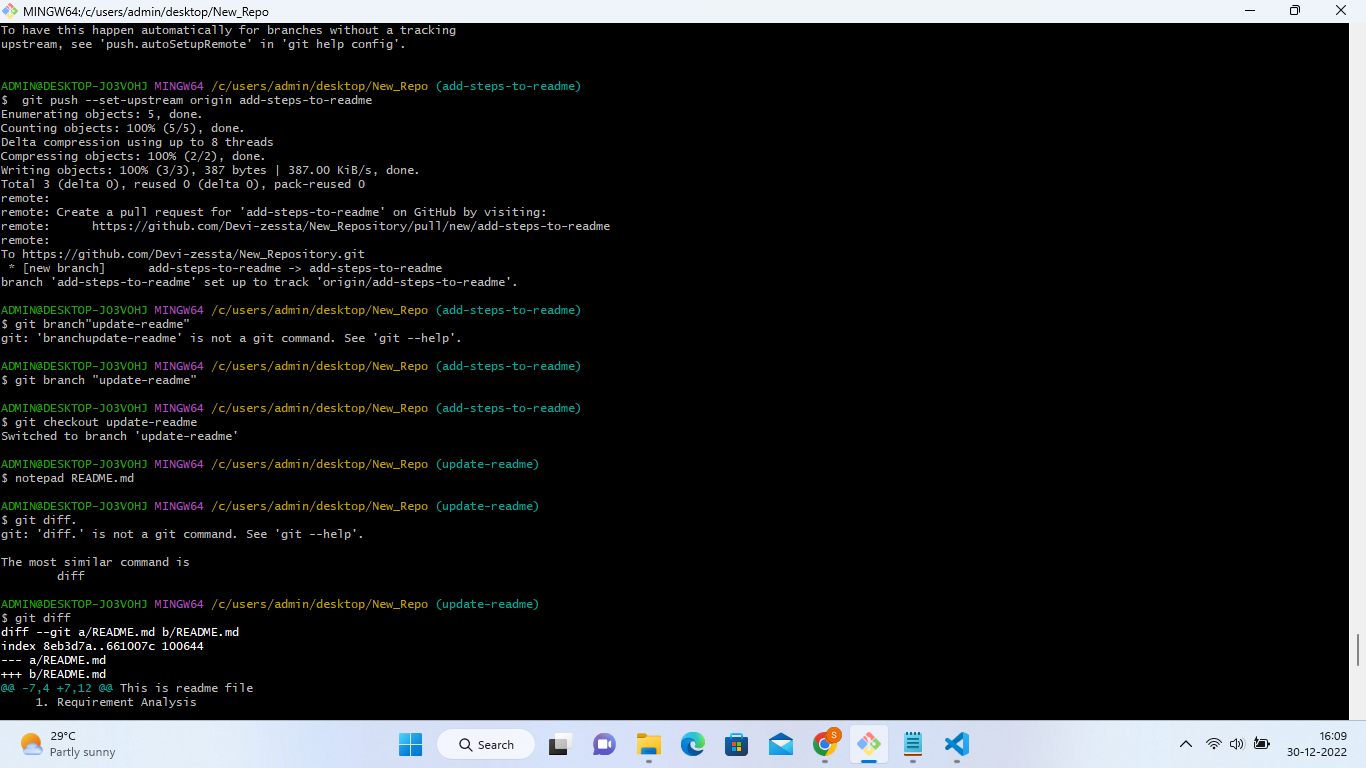 MINGW64:/c/users/admin/desktop/New_Repo
To have this happen automatically for branches without a tracking
upstream, see 'push.autoSetupRemote' in 'git help config'.
ADMIN@DESKTOP-JO3VOHJ MINGW64 /c/users/admin/desktop/New_Repo (add-steps-to-readme)
$  git push --set-upstream origin add-steps-to-readme
Enumerating objects: 5, done.
Counting objects: 100% (5/5), done.
Delta compression using up to 8 threads
Compressing objects: 100% (2/2), done.
Writing objects: 100% (3/3), 387 bytes | 387.00 KiB/s, done.
Total 3 (delta 0), reused 0 (delta 0), pack-reused 0
remote:
remote: Create a pull request for 'add-steps-to-readme' on GitHub by visiting:
remote:      https://github.com/Devi-zessta/New_Repository/pull/new/add-steps-to-readme
remote:
To https://github.com/Devi-zessta/New_Repository.git
 * [new branch]      add-steps-to-readme -> add-steps-to-readme
branch 'add-steps-to-readme' set up to track 'origin/add-steps-to-readme'.
ADMIN@DESKTOP-JO3VOHJ MINGW64 /c/users/admin/desktop/New_Repo (add-steps-to-readme)
$ git branch"update-readme"
git: 'branchupdate-readme' is not a git command. See 'git --help'.
ADMIN@DESKTOP-JO3VOHJ MINGW64 /c/users/admin/desktop/New_Repo (add-steps-to-readme)
$ git branch "update-readme"
ADMIN@DESKTOP-JO3VOHJ MINGW64 /c/users/admin/desktop/New_Repo (add-steps-to-readme)
$ git checkout update-readme
Switched to branch 'update-readme'
ADMIN@DESKTOP-JO3VOHJ MINGW64 /c/users/admin/desktop/New_Repo (update-readme)
$ notepad README.md
ADMIN@DESKTOP-JO3VOHJ MINGW64 /c/users/admin/desktop/New_Repo (update-readme)
$ git diff.
git: 'diff.' is not a git command. See 'git --help'.
The most similar command is
        diff
ADMIN@DESKTOP-JO3VOHJ MINGW64 /c/users/admin/desktop/New_Repo (update-readme)
$ git diff
diff --git a/README.md b/README.md
index 8eb3d7a..661007c 100644
--- a/README.md
+++ b/README.md
@@ -7,4 +7,12 @@ This is readme file
     1. Requirement Analysis
29°C
Partly sunny
Search
S
16:09
30-12-2022